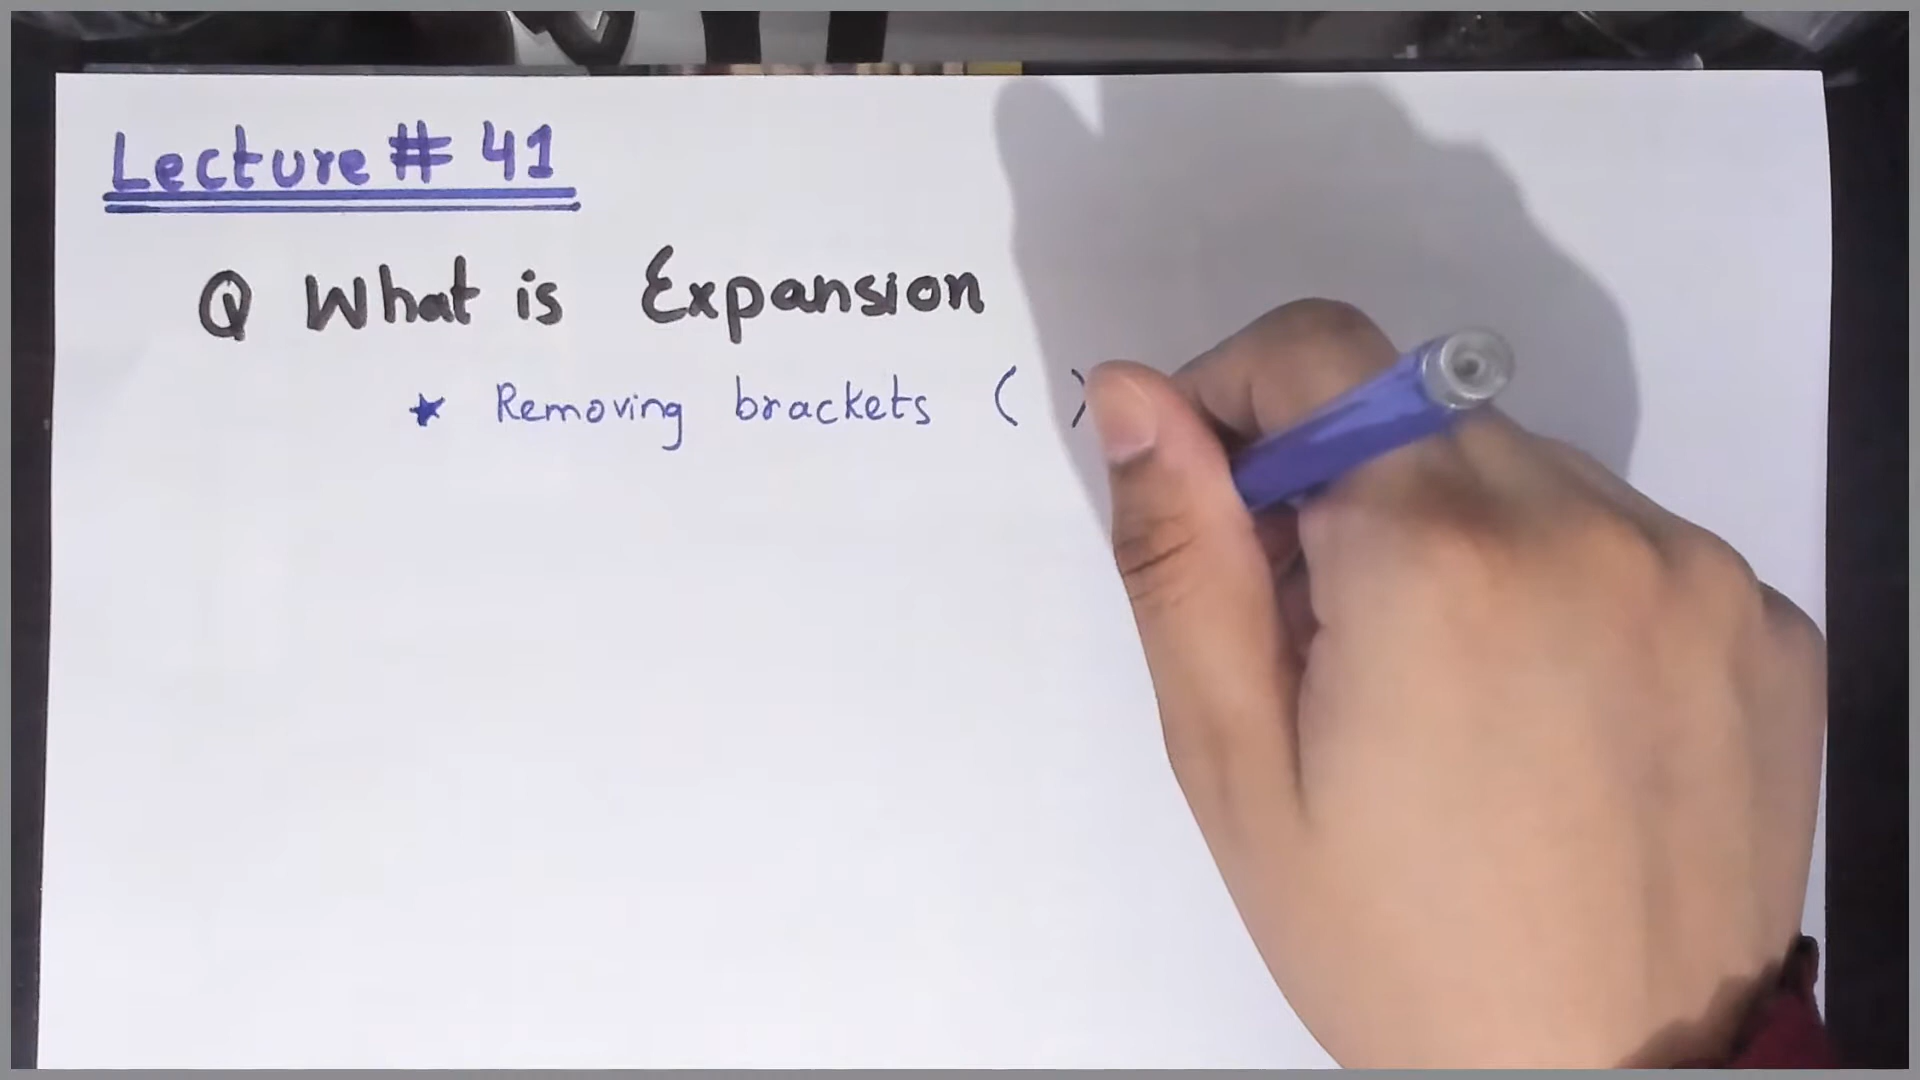 Lecture # 41
Q What is Expansion
★ Removing brackets ( )